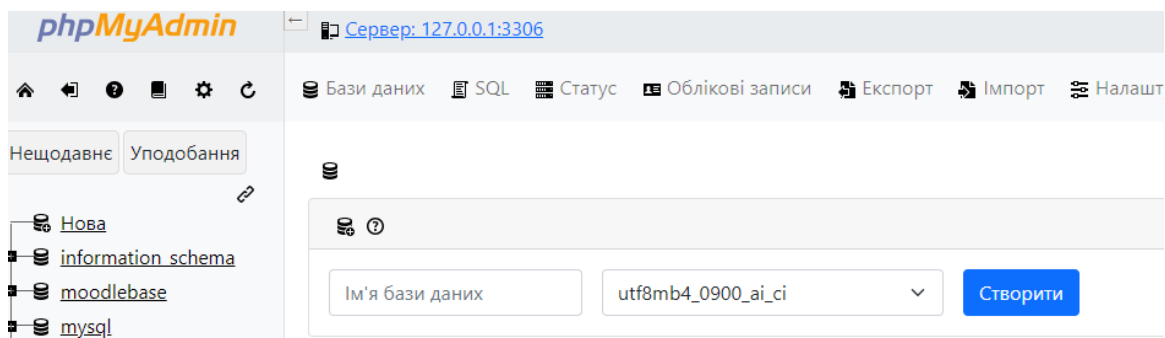 phpMyAdmin
Сервер: 127.0.0.1:3306
Бази даних SQL Статус Облікові записи Експорт Імпорт Налашт
Нещодавнє Уподобання
Нова
information_schema
moodlebase
mysql
Ім'я бази даних utf8mb4_0900_ai_ci Створити